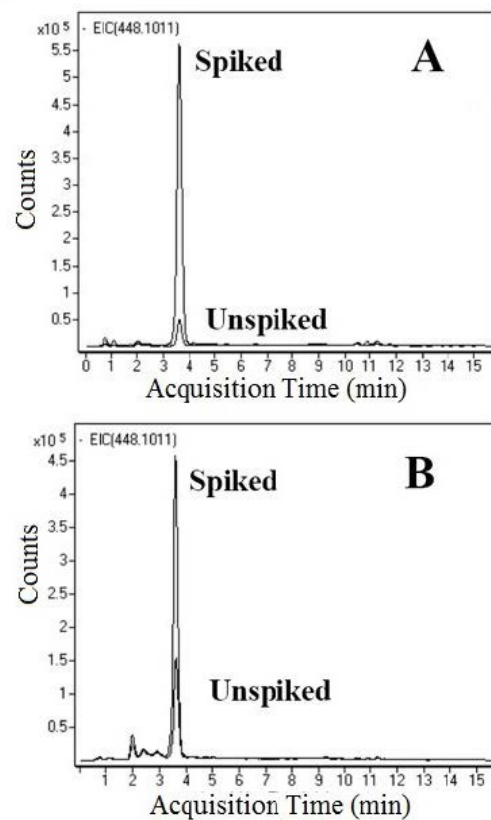 x10 5 - EIC(448.1011)
Spiked
A
5.5
5
4.5
4
3.5
3
2.5
2
1.5
1
0.5
Counts
Unspiked
0 1 2 3 4 5 6 7 8 9 10 11 12 13 14 15
Acquisition Time (min)
x10 5 - EIC(448.1011)
Spiked
B
4.5
4
3.5
3
2.5
2
1.5
1
0.5
Counts
Unspiked
1 2 3 4 5 6 7 8 9 10 11 12 13 14 15
Acquisition Time (min)